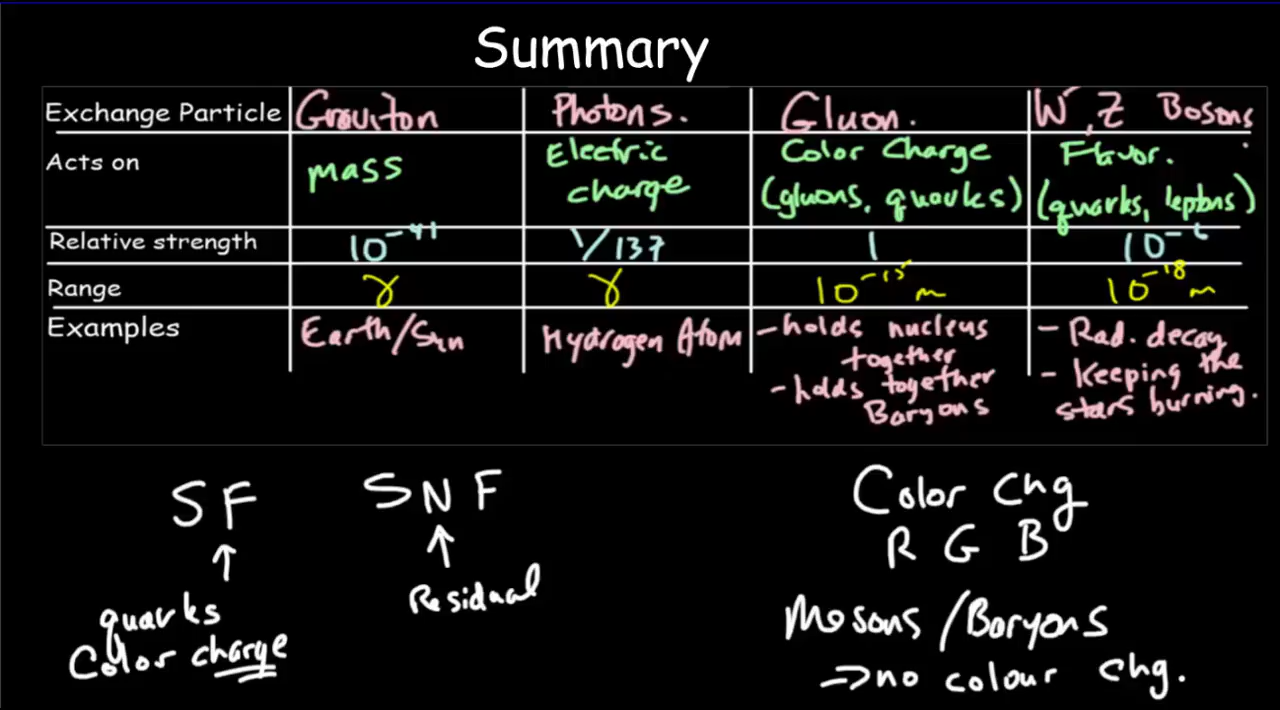 Summary
Exchange Particle Graviton Photons. Gluon. W, Z Bosons
Acts on mass Electric charge Color Charge (gluons, quarks) Flavor. (quarks, leptons)
Relative strength 10⁻⁴¹ 1/137 1 10⁻⁶
Range γ γ 10⁻¹⁵ m 10⁻¹⁸ m
Examples Earth/Sun Hydrogen Atom - holds nucleus together - holds together Baryons - Rad. decay - Keeping the stars burning.
SF
↑
quarks
Color charge
SNF
↑
Residual
Color Chg
R G B
Mesons / Baryons
→ no colour chg.